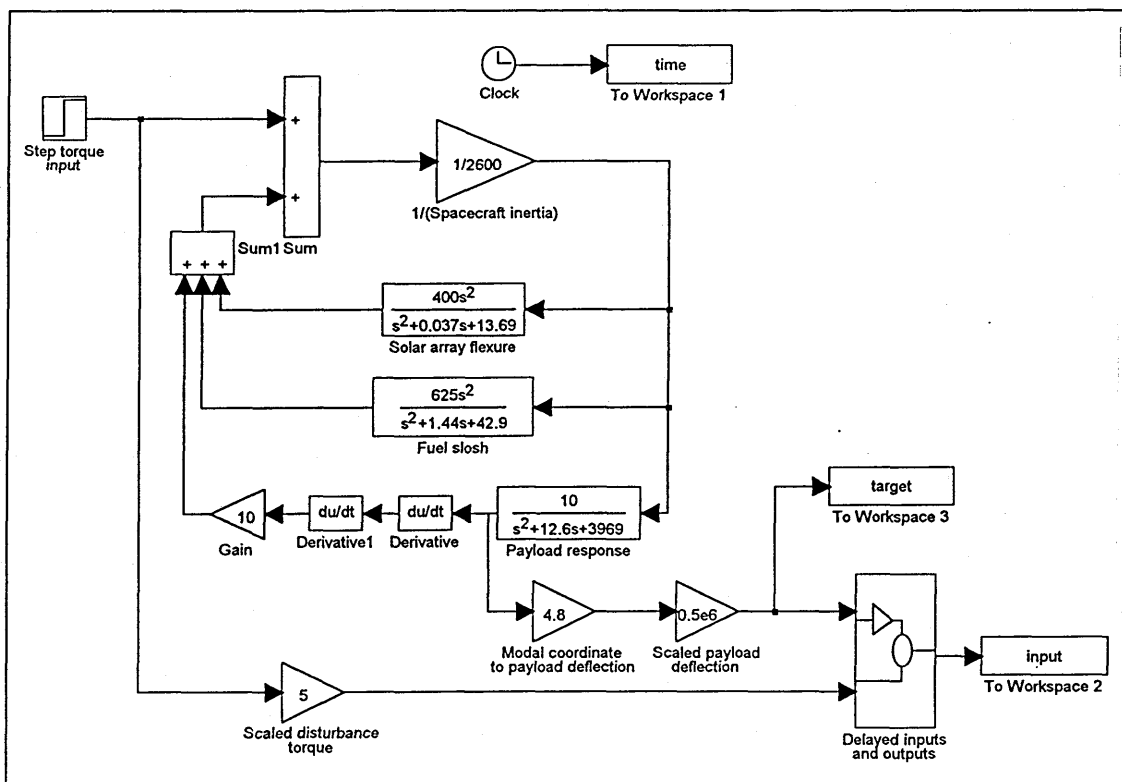 time
Clock
To Workspace 1
Step torque
input
+
+
1/2600
1/(Spacecraft inertia)
Sum1 Sum
+ + +
400s2
s2+0.037s+13.69
Solar array flexure
625s2
s2+1.44s+42.9
Fuel slosh
10
Gain
du/dt
Derivative1
du/dt
Derivative
10
s2+12.6s+3969
Payload response
target
To Workspace 3
4.8
Modal coordinate
to payload deflection
0.5e6
Scaled payload
deflection
input
To Workspace 2
5
Scaled disturbance
torque
Delayed inputs
and outputs